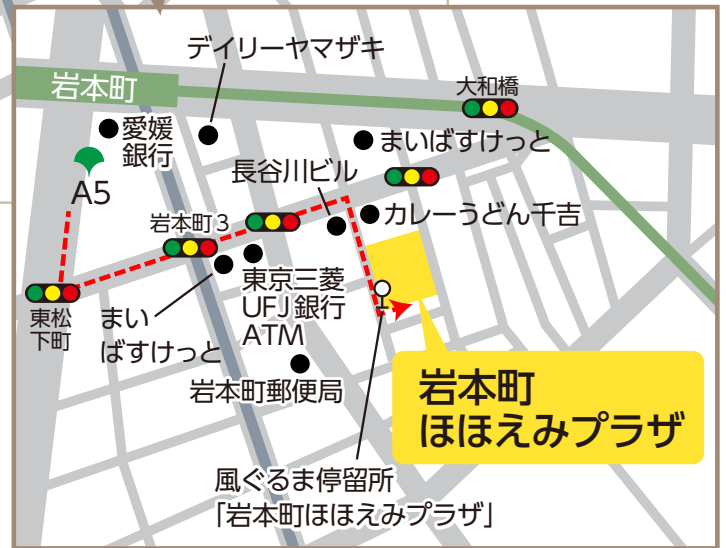 デイリーヤマザキ
岩本町
大和橋
愛媛
銀行
まいばすけっと
長谷川ビル
A5
カレーうどん千吉
岩本町3
東京三菱
UFJ銀行
ATM
東松
下町
まい
ばすけっと
岩本町郵便局
岩本町
ほほえみプラザ
風ぐるま停留所
「岩本町ほほえみプラザ」